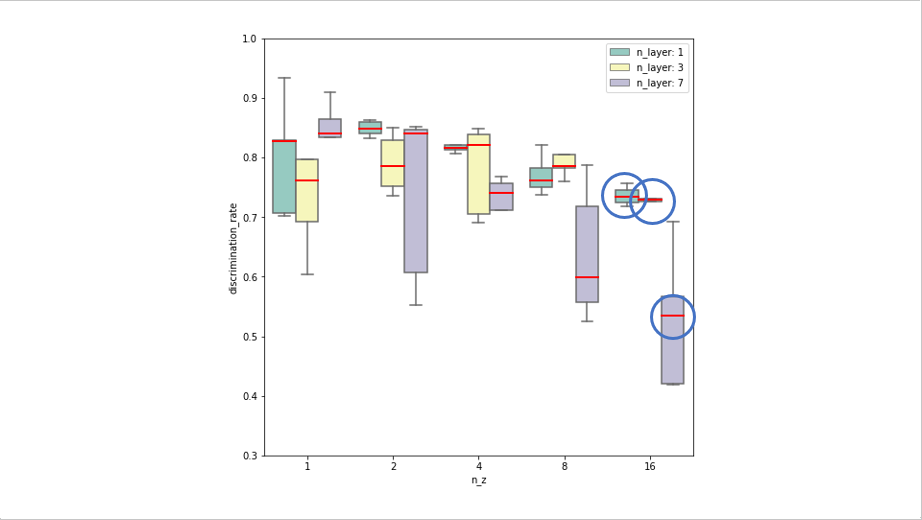 1.0
0.9
0.8
0.7
0.6
0.5
0.4
0.3
discrimination_rate
n_layer: 1
n_layer: 3
n_layer: 7
1 2 4 8 16
n_z